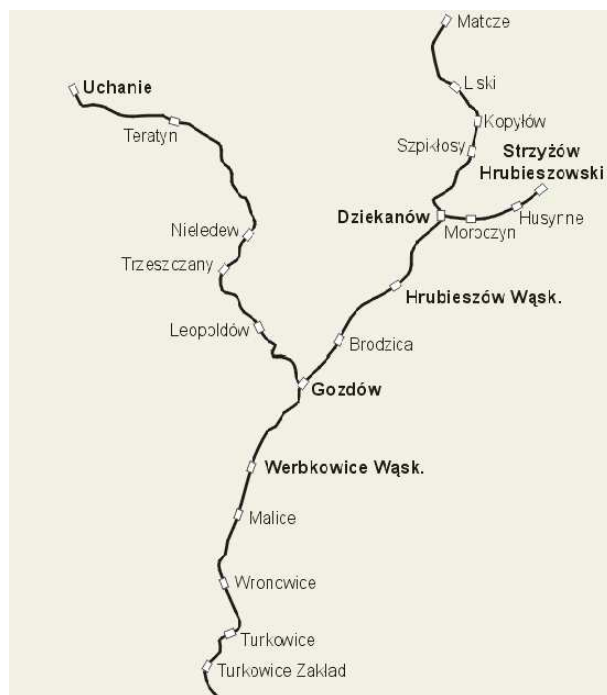 Matcze
Uchanie
Liski
Teratyn
Kopyłów
Szpikłosy
Strzyżów
Hrubieszowski
Dziekanów
Husynne
Moroczyn
Nieledew
Trzeszczany
Hrubieszów Wąsk.
Leopoldów
Brodzica
Gozdów
Werbkowice Wąsk.
Malice
Wronowice
Turkowice
Turkowice Zakład